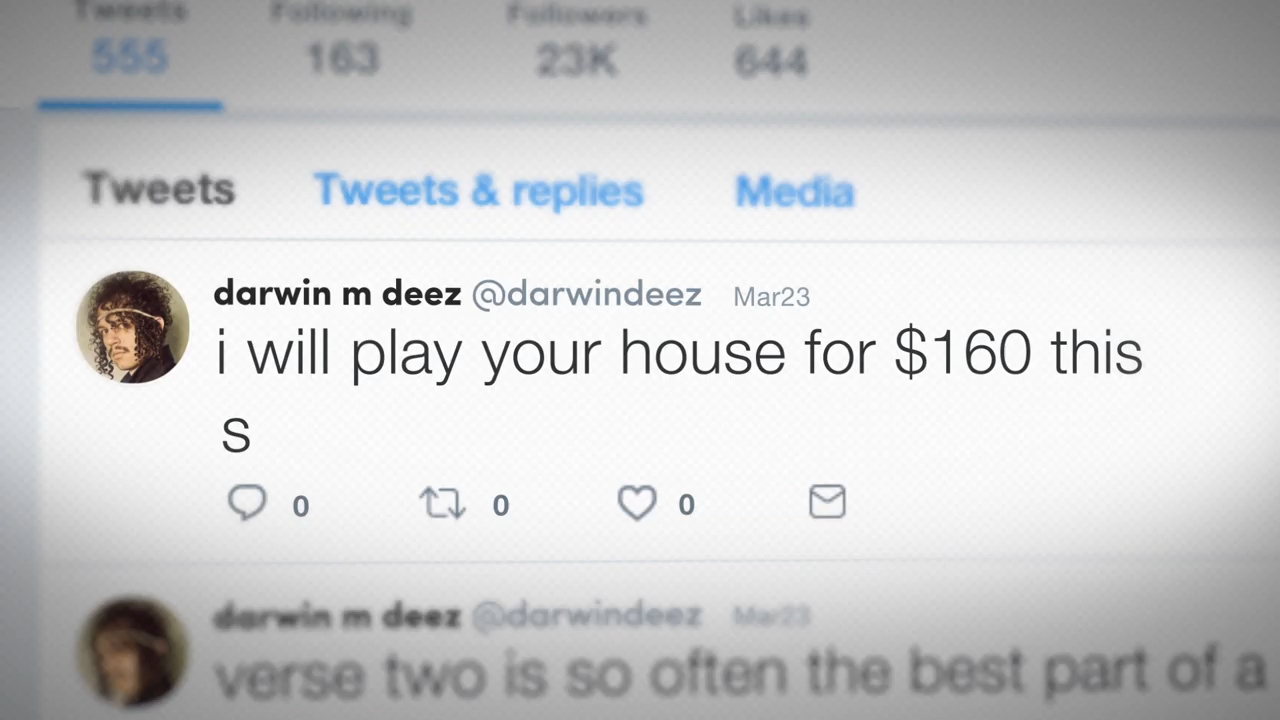 Tweets Following Followers Likes
555 163 23K 644
Tweets Tweets & replies Media
darwin m deez @darwindeez Mar23
i will play your house for $160 this
s
0 0 0
darwin m deez @darwindeez Mar23
verse two is so often the best part of a